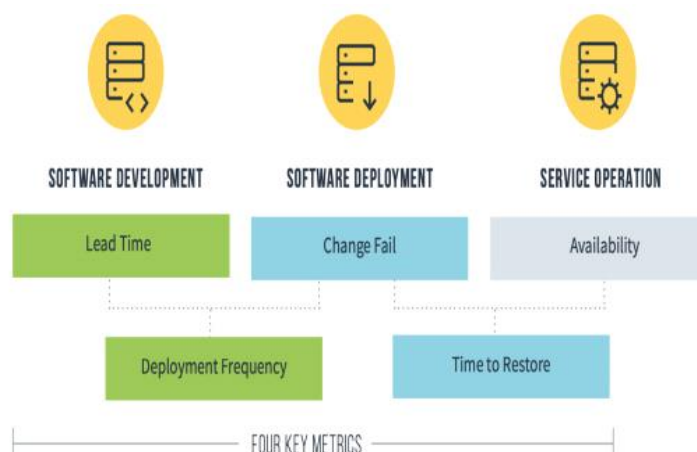 SOFTWARE DEVELOPMENT
SOFTWARE DEPLOYMENT
SERVICE OPERATION
Lead Time
Change Fail
Availability
Deployment Frequency
Time to Restore
FOUR KEY METRICS